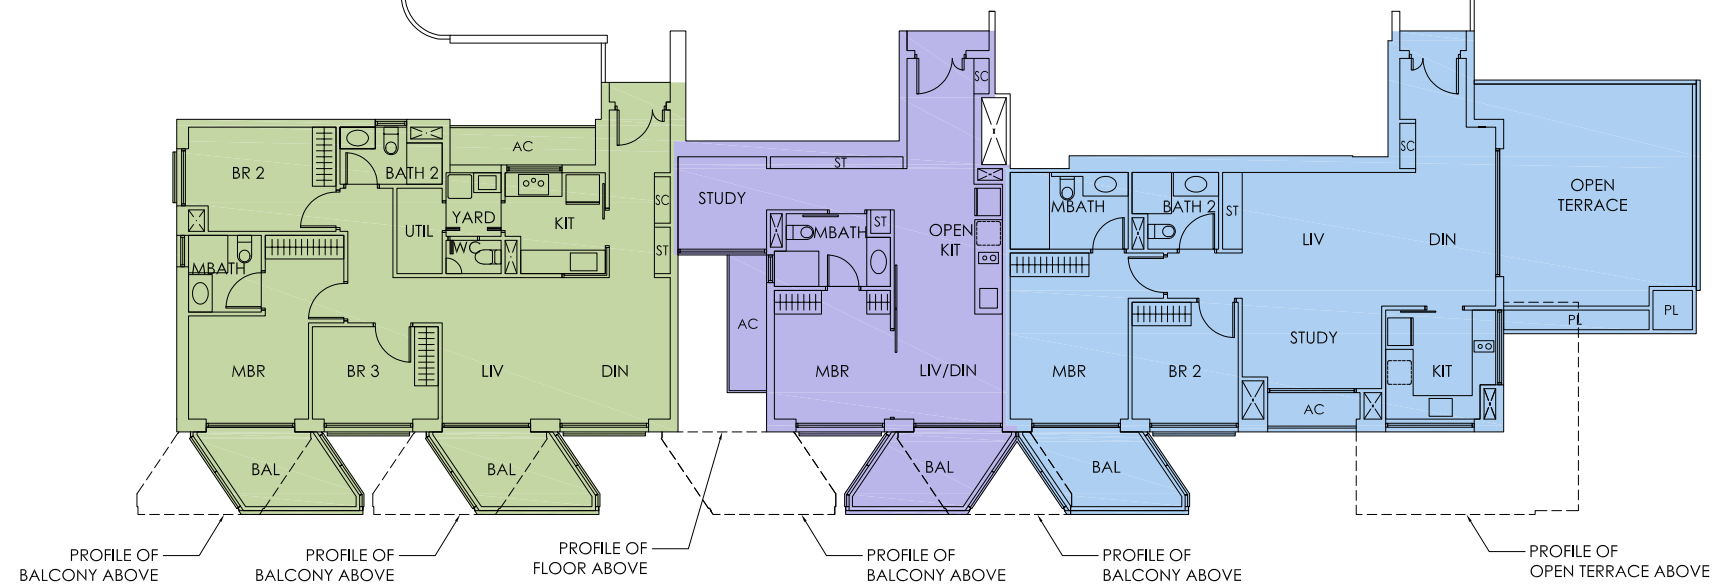 SC
AC
ST
BR 2
BATH 2
STUDY
OPEN
TERRACE
SC
SC
YARD
KIT
UTIL
ST
MBATH
BATH 2
ST
WC
ST
MBATH
OPEN
KIT
LIV
DIN
MBATH
AC
PL
PL
STUDY
MBR
BR 3
LIV
DIN
MBR
LIV/DIN
MBR
BR 2
KIT
AC
BAL
BAL
BAL
BAL
PROFILE OF
BALCONY ABOVE
PROFILE OF
BALCONY ABOVE
PROFILE OF
FLOOR ABOVE
PROFILE OF
BALCONY ABOVE
PROFILE OF
BALCONY ABOVE
PROFILE OF
OPEN TERRACE ABOVE